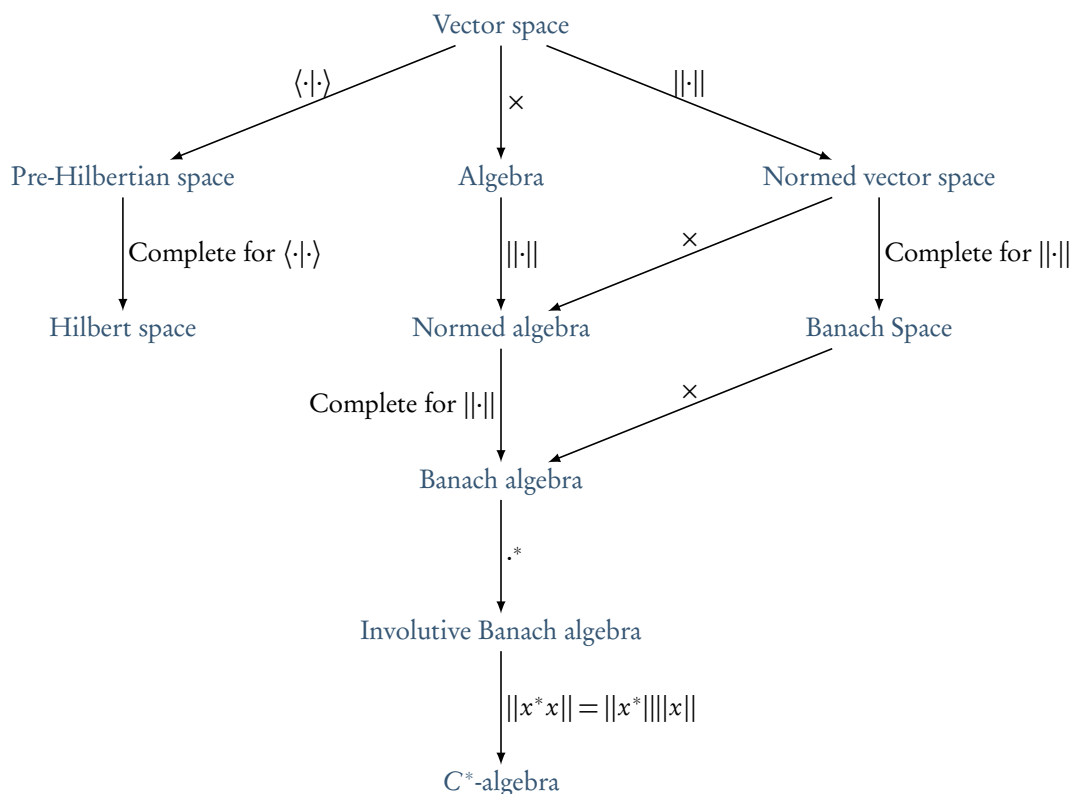 Vector space
⟨·|·⟩
×
||·||
Pre-Hilbertian space
Algebra
Normed vector space
Complete for ⟨·|·⟩
||·||
×
Complete for ||·||
Hilbert space
Normed algebra
Banach Space
Complete for ||·||
×
Banach algebra
·*
Involutive Banach algebra
||x*x|| = ||x*||||x||
C*-algebra